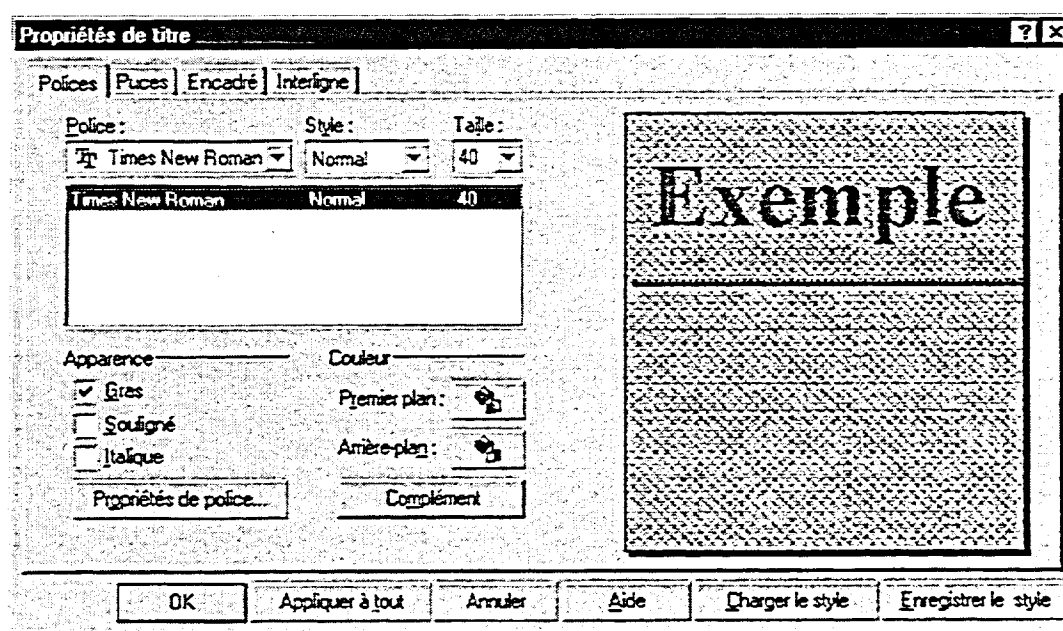 Propriétés de titre
Polices Puces Encadré Interligne
Police : Style : Taille :
Times New Roman Normal 40
Times New Roman Normal 40
Exemple
Apparence Couleur
Gras Premier plan :
Souligné
Italique Arrière-plan :
Propriétés de police... Complément
OK Appliquer à tout Annuler Aide Charger le style Enregistrer le style